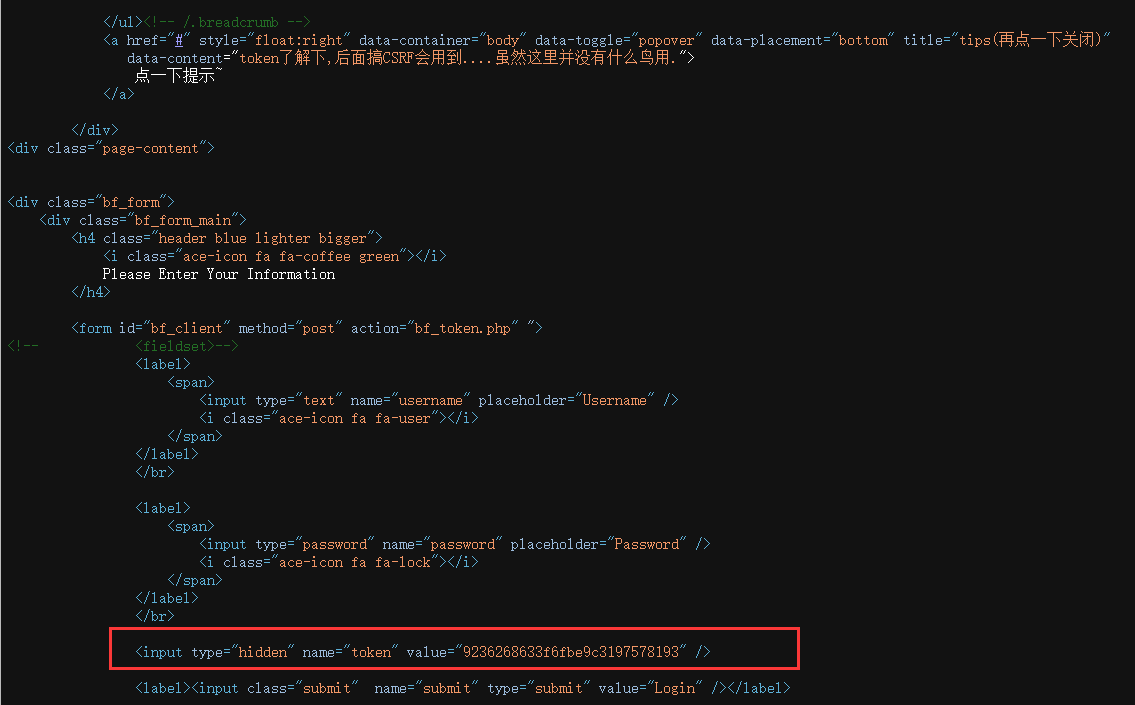 </ul><!-- /.breadcrumb -->
<a href="#" style="float:right" data-container="body" data-toggle="popover" data-placement="bottom" title="tips(再点一下关闭)"
data-content="token了解下,后面搞CSRF会用到....虽然这里并没有什么鸟用.">
点一下提示~
</a>
</div>
<div class="page-content">
<div class="bf_form">
<div class="bf_form_main">
<h4 class="header blue lighter bigger">
<i class="ace-icon fa fa-coffee green"></i>
Please Enter Your Information
</h4>
<form id="bf_client" method="post" action="bf_token.php" ">
<!-- <fieldset>-->
<label>
<span>
<input type="text" name="username" placeholder="Username" />
<i class="ace-icon fa fa-user"></i>
</span>
</label>
</br>
<label>
<span>
<input type="password" name="password" placeholder="Password" />
<i class="ace-icon fa fa-lock"></i>
</span>
</label>
</br>
<input type="hidden" name="token" value="9236268633f6fbe9c3197578193" />
<label><input class="submit" name="submit" type="submit" value="Login" /></label>